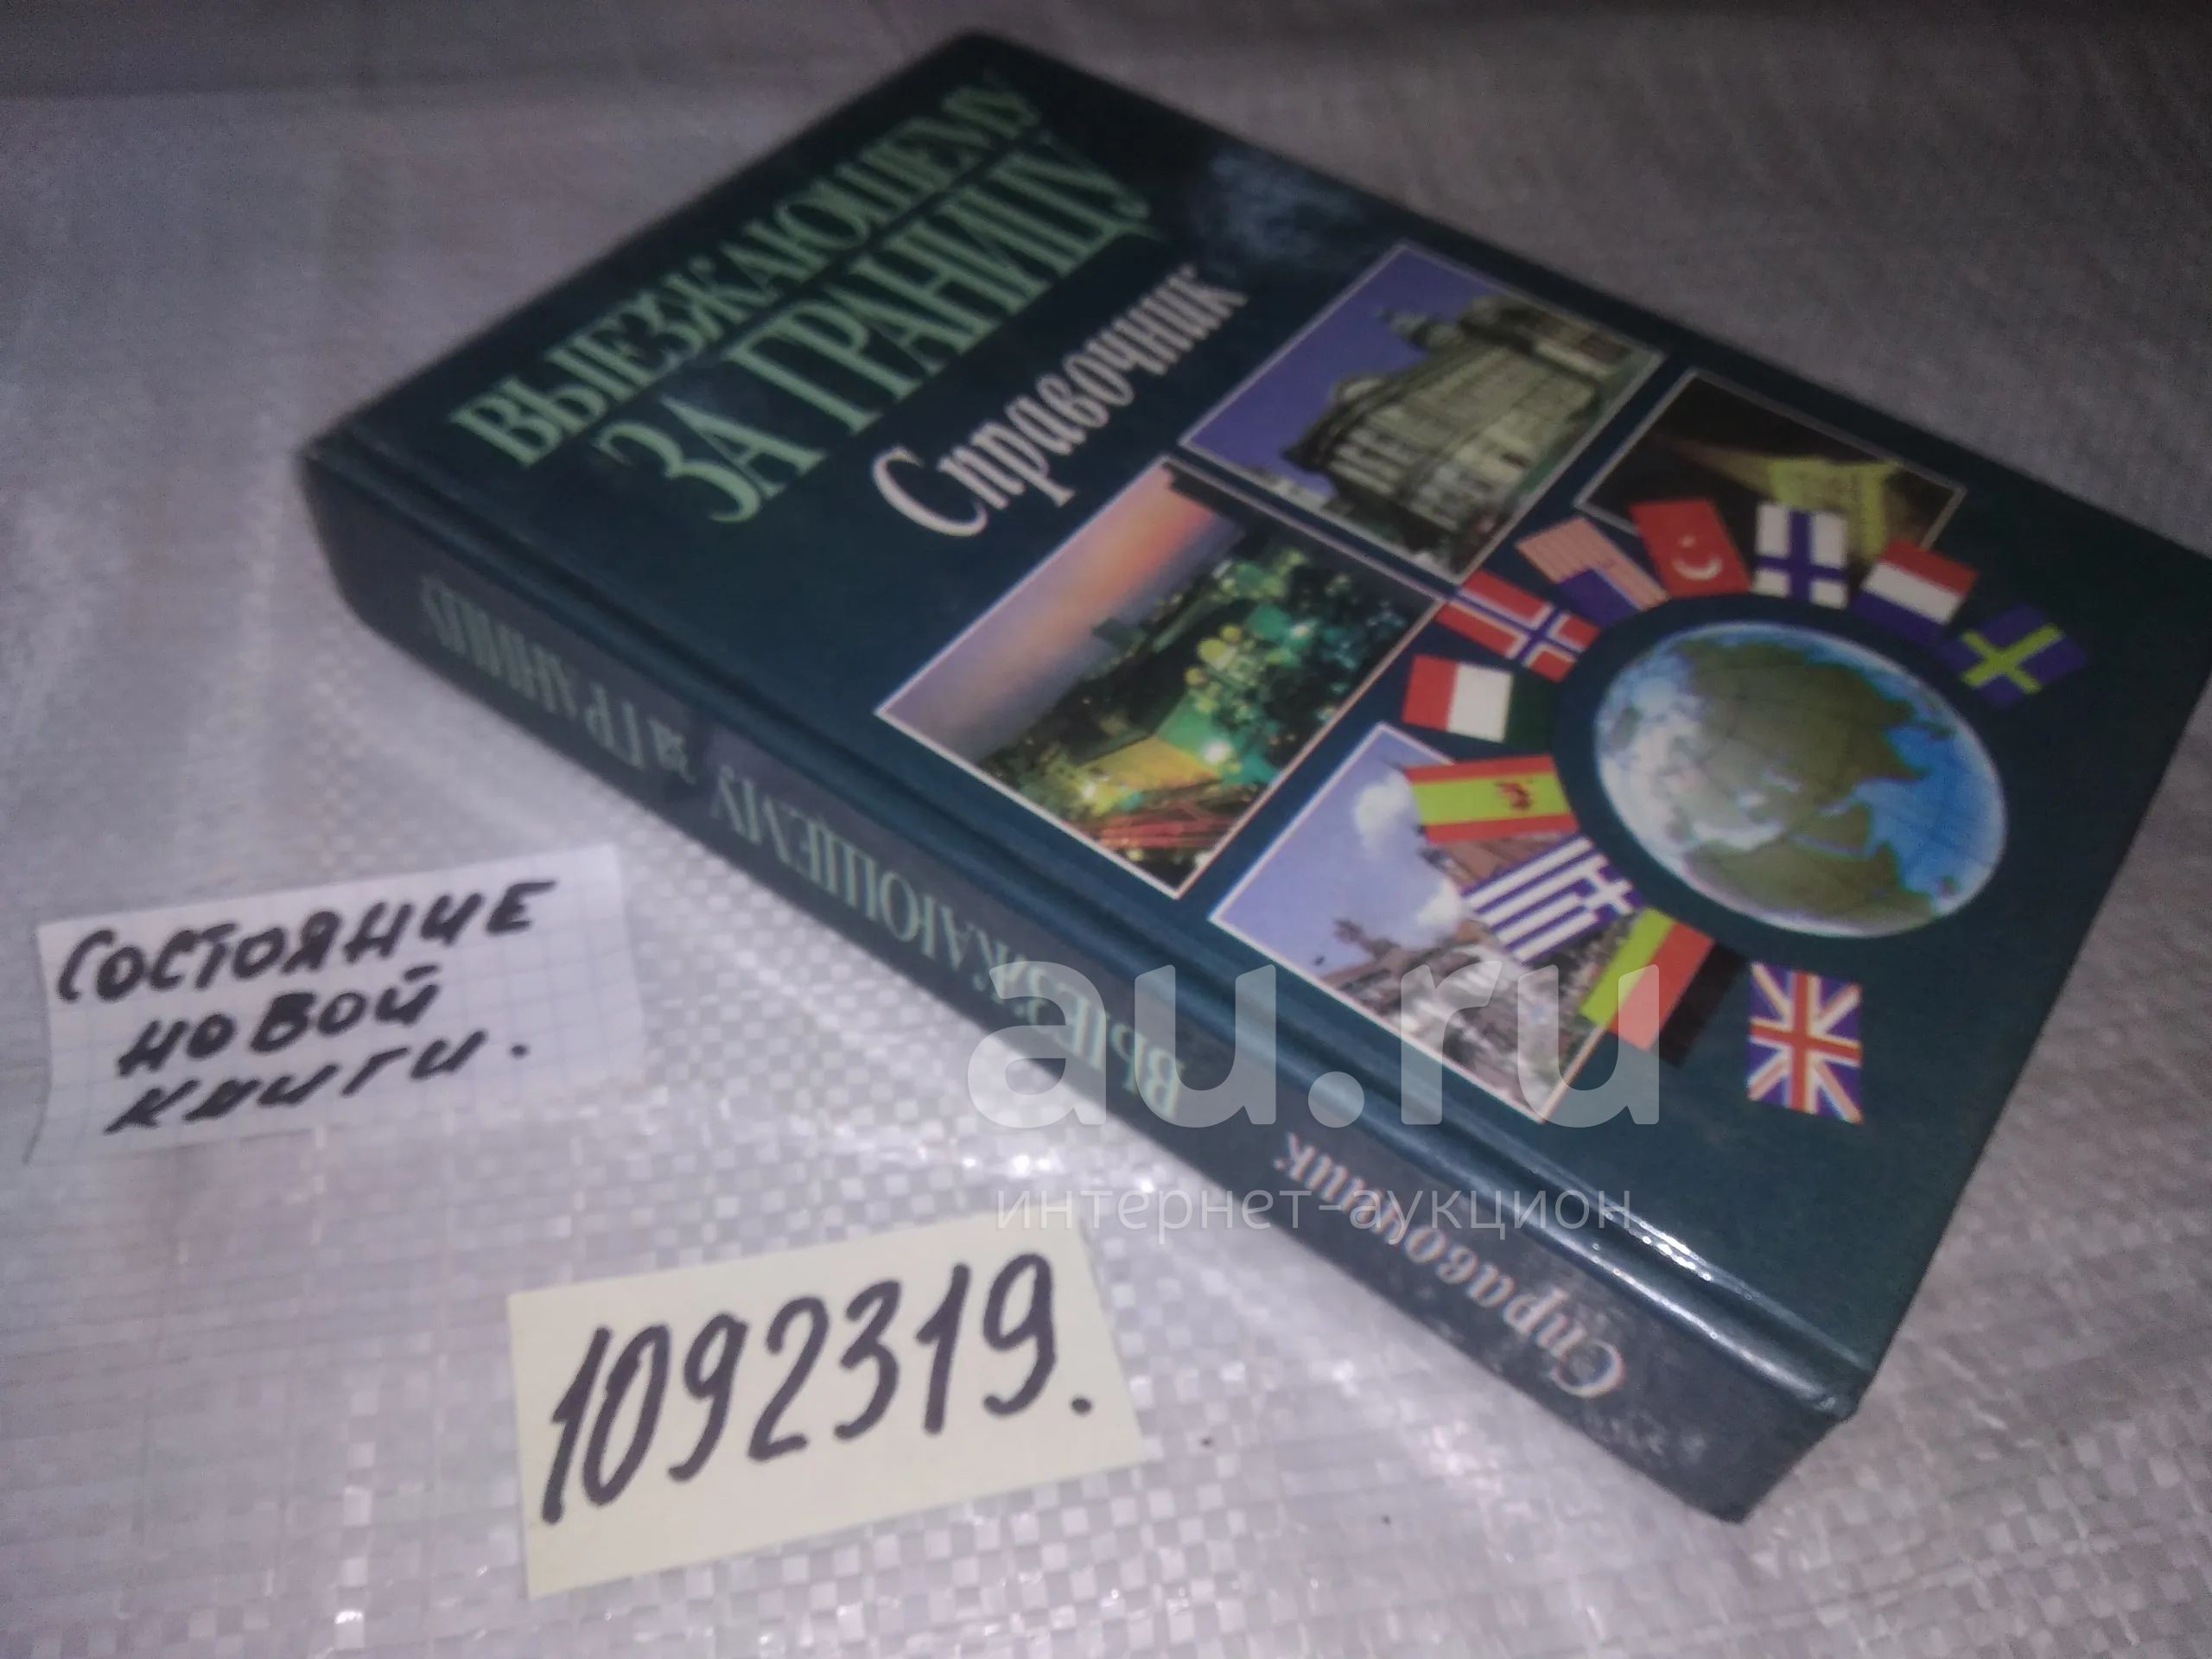 ВЫЕЗЖАЮЩЕМУ
ЗА ГРАНИЦУ
Справочник
ВЫЕЗЖАЮЩЕМУ за ГРАНИЦУ
Справочник
СОСТОЯНИЕ
НОВОЙ
КНИГИ.
1092319.
au.ru
интернет-аукцион